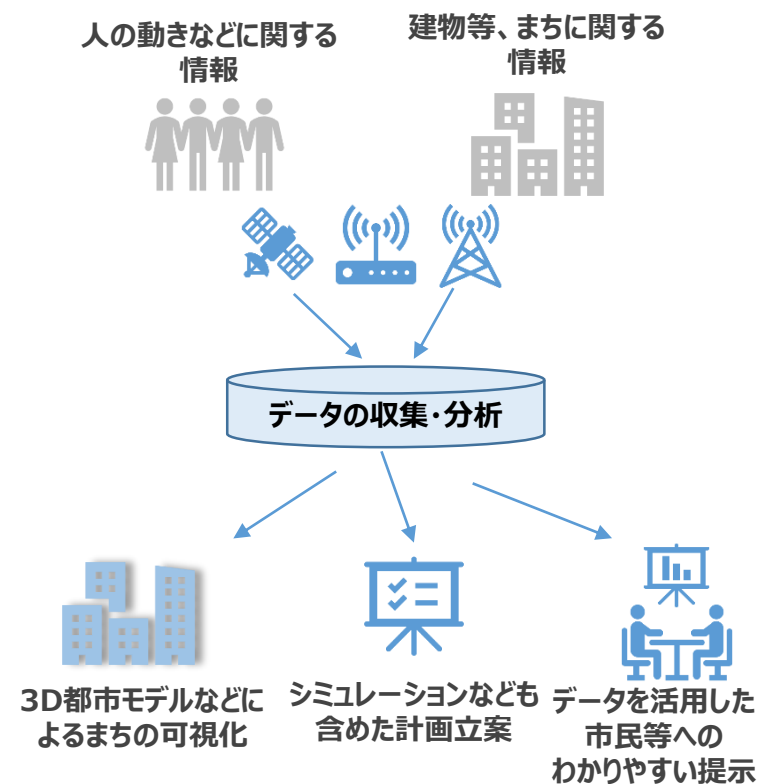 人の動きなどに関する
情報
建物等、まちに関する
情報
データの収集・分析
3D都市モデルなどに
よるまちの可視化
シミュレーションなども
含めた計画立案
データを活用した
市民等への
わかりやすい提示